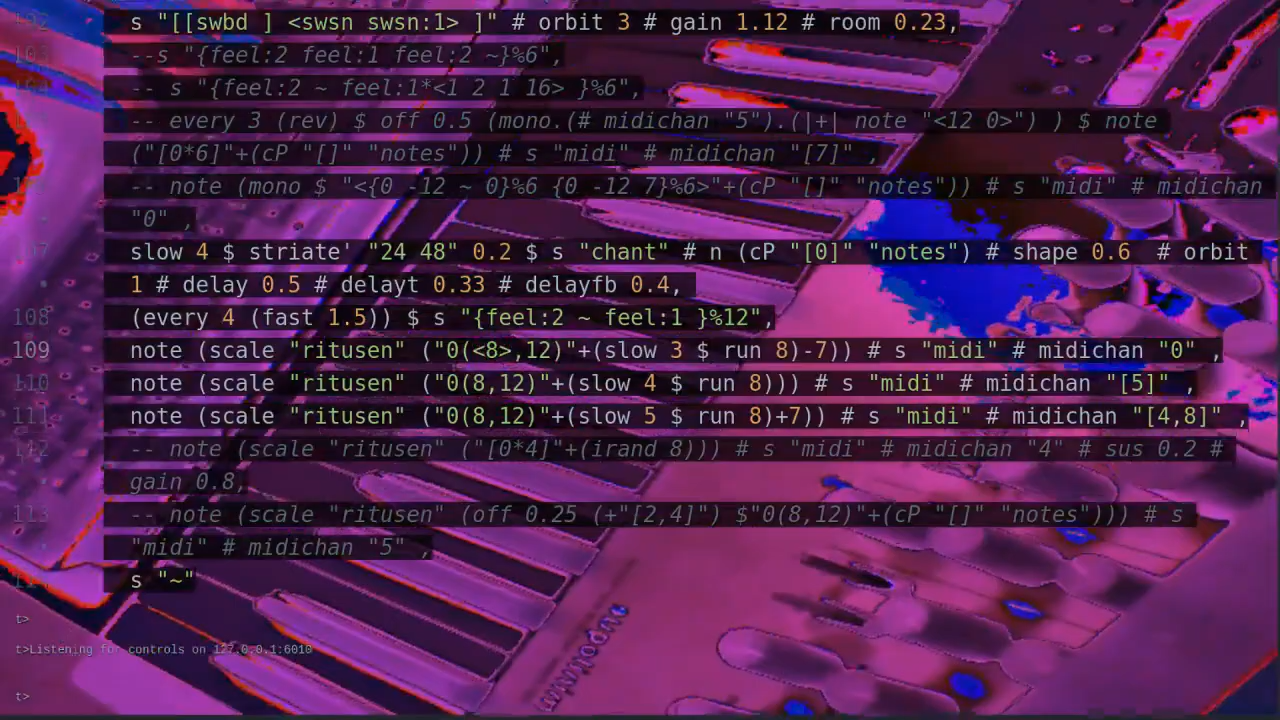 102 s "[[swbd ] <swsn swsn:1> ]" # orbit 3 # gain 1.12 # room 0.23,
103 --s "{feel:2 feel:1 feel:2 ~}%6",
104 -- s "{feel:2 ~ feel:1*<1 2 1 16> }%6",
-- every 3 (rev) $ off 0.5 (mono.(# midichan "5").(|+| note "<12 0>") ) $ note
("[0*6]"+(cP "[]" "notes")) # s "midi" # midichan "[7]" ,
-- note (mono $ "<{0 -12 ~ 0}%6 {0 -12 7}%6>"+(cP "[]" "notes")) # s "midi" # midichan
"0" ,
107 slow 4 $ striate' "24 48" 0.2 $ s "chant" # n (cP "[0]" "notes") # shape 0.6  # orbit
1 # delay 0.5 # delayt 0.33 # delayfb 0.4,
108 (every 4 (fast 1.5)) $ s "{feel:2 ~ feel:1 }%12",
109 note (scale "ritusen" ("0(<8>,12)"+(slow 3 $ run 8)-7)) # s "midi" # midichan "0" ,
110 note (scale "ritusen" ("0(8,12)"+(slow 4 $ run 8))) # s "midi" # midichan "[5]" ,
111 note (scale "ritusen" ("0(8,12)"+(slow 5 $ run 8)+7)) # s "midi" # midichan "[4,8]" ,
112 -- note (scale "ritusen" ("[0*4]"+(irand 8))) # s "midi" # midichan "4" # sus 0.2 #
gain 0.8,
113 -- note (scale "ritusen" (off 0.25 (+"[2,4]") $"0(8,12)"+(cP "[]" "notes"))) # s
"midi" # midichan "5" ,
114 s "~"
t>
t>Listening for controls on 127.0.0.1:6010
t>